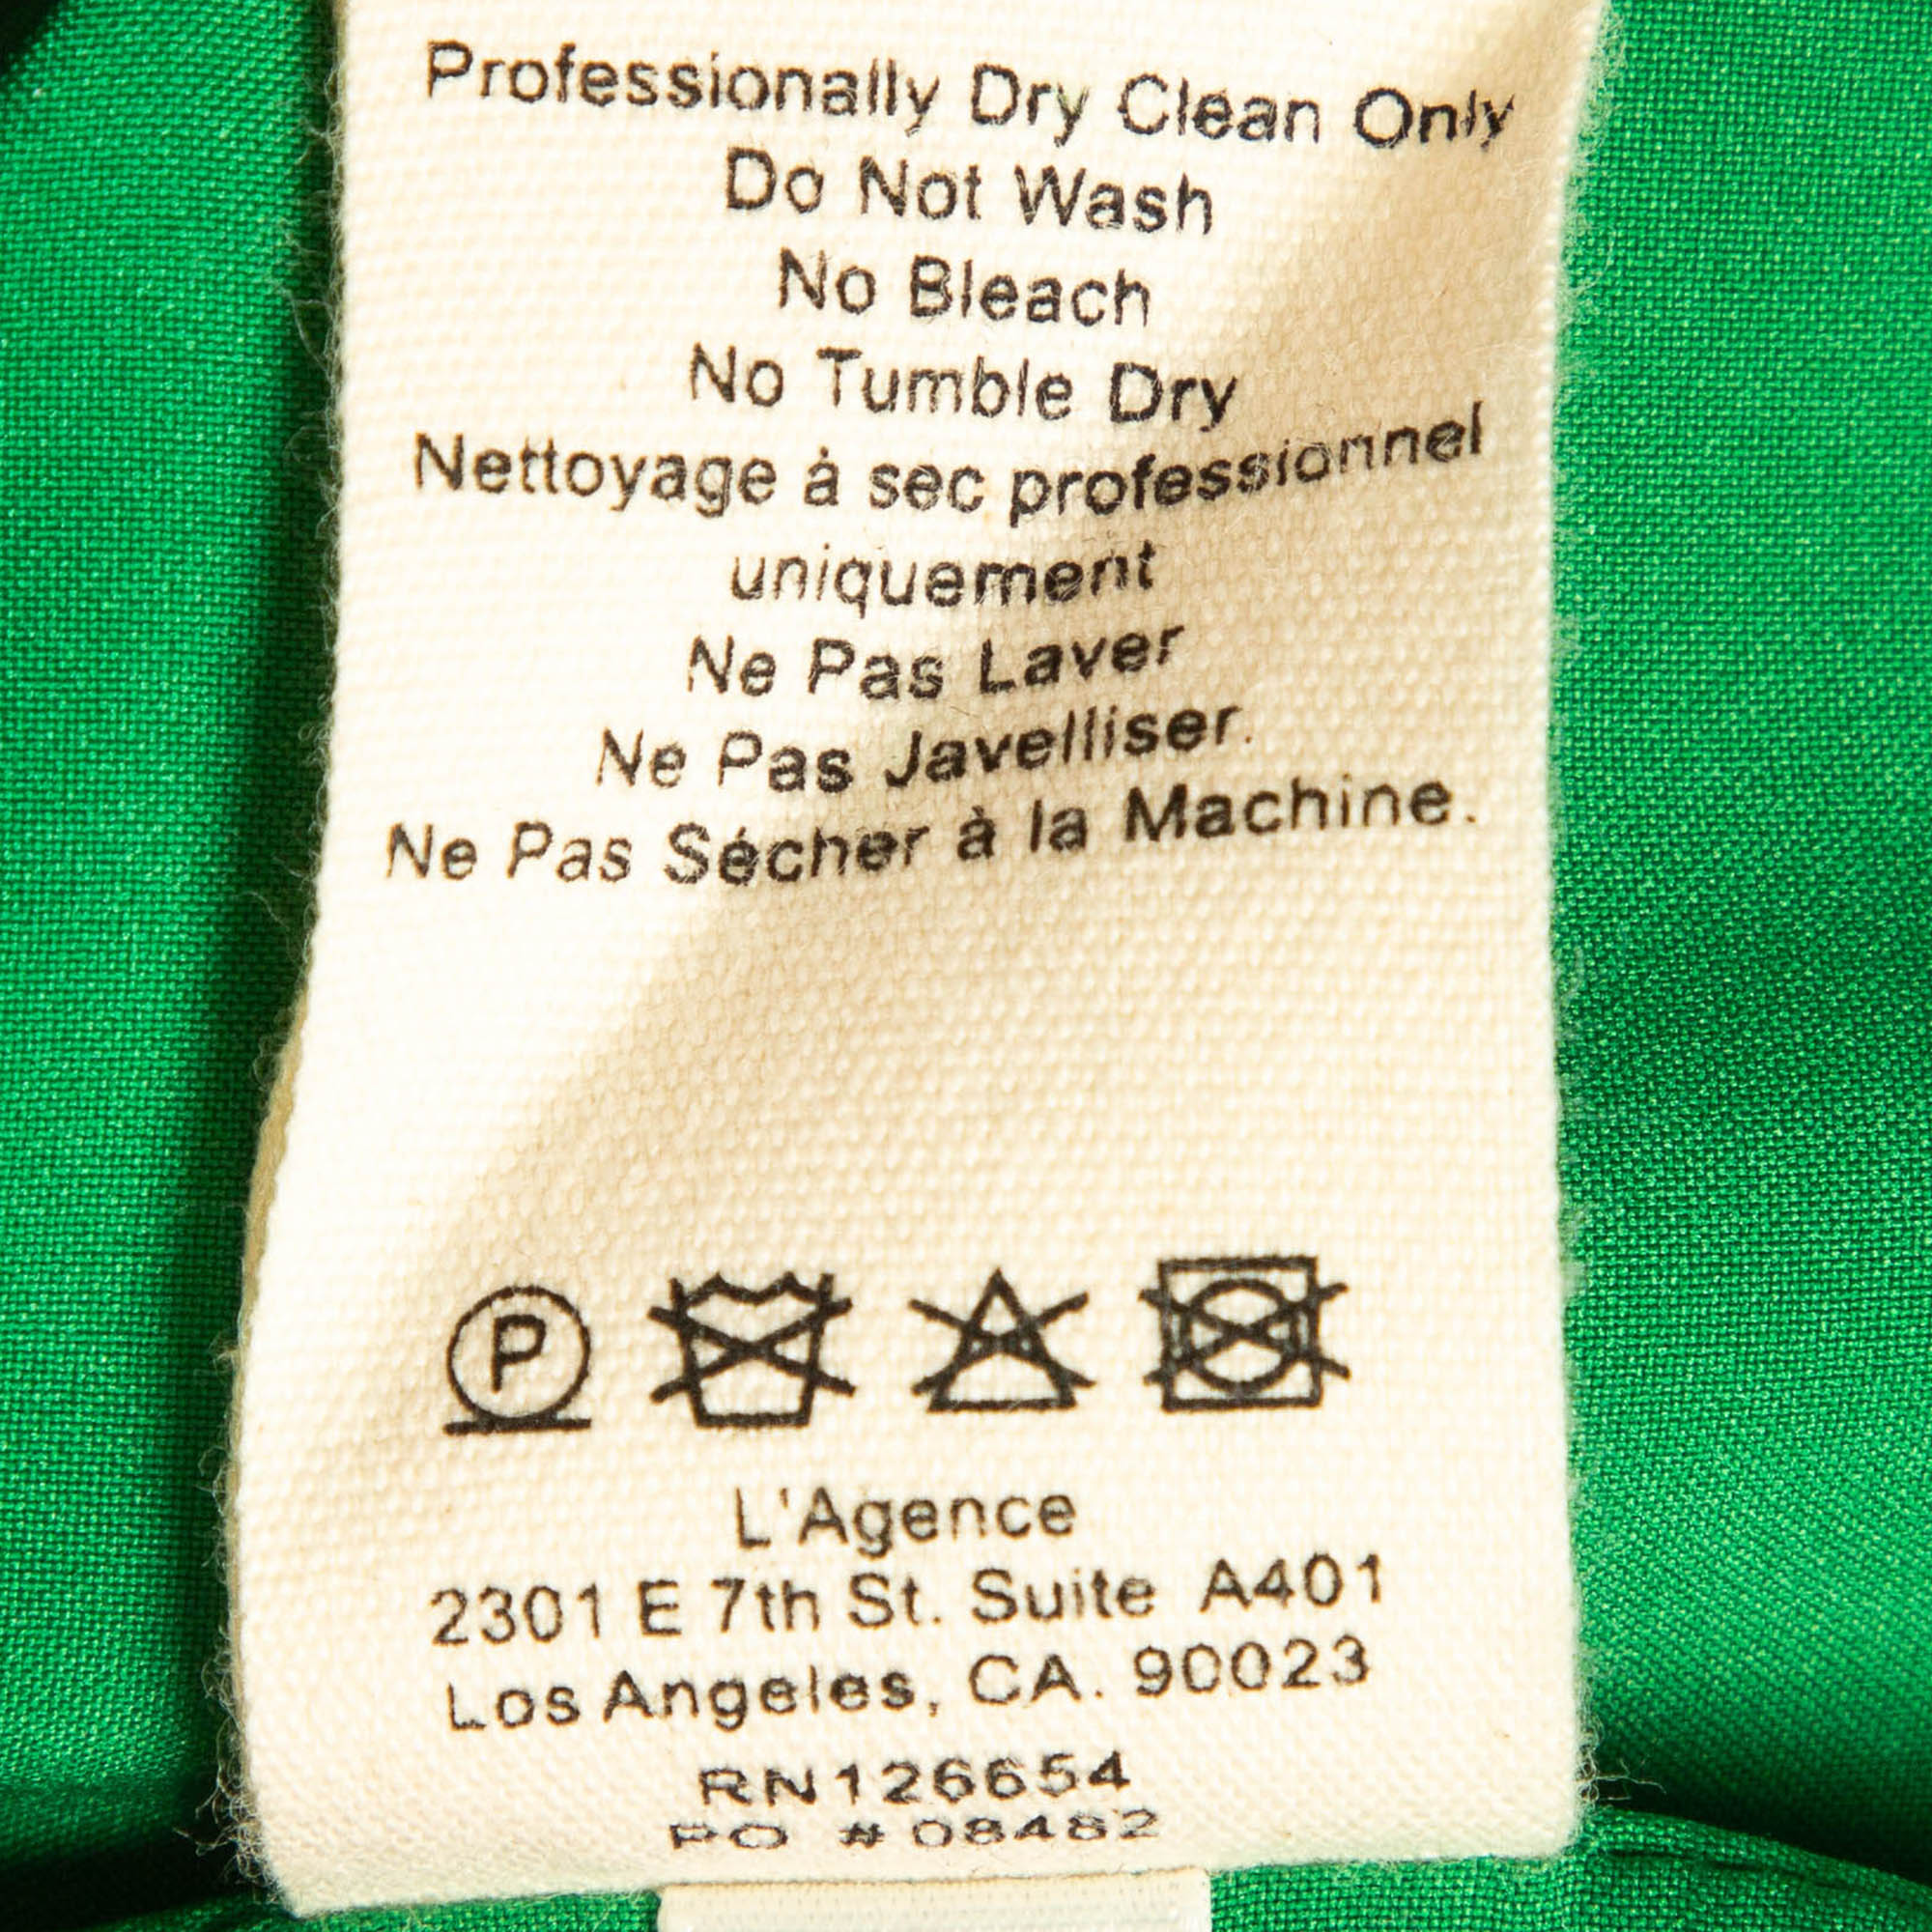 Professionally Dry Clean Only
Do Not Wash
No Bleach
No Tumble Dry
Nettoyage à sec professionnel
uniquement
Ne Pas Laver
Ne Pas Javelliser.
Ne Pas Sécher à la Machine.
P
L'Agence
2301 E 7th St. Suite A401
Los Angeles, CA. 90023
RN126654
PO #08482